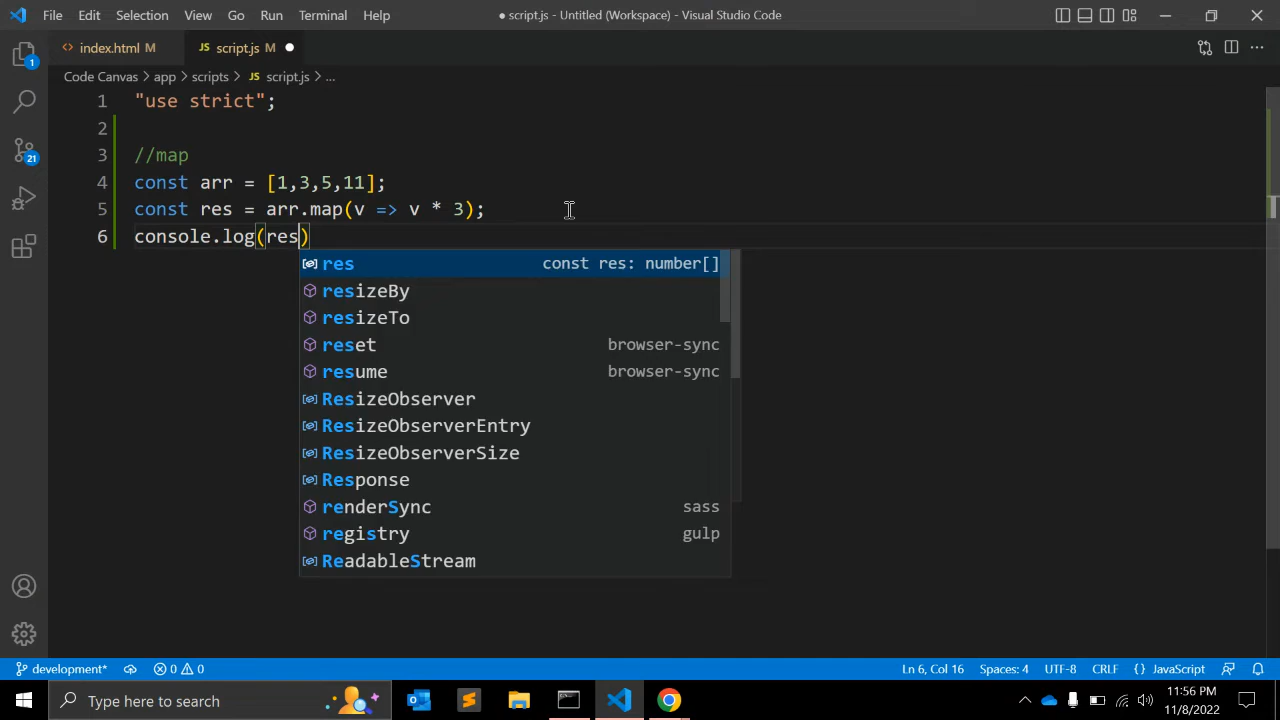 File Edit Selection View Go Run Terminal Help ● script.js - Untitled (Workspace) - Visual Studio Code
1 <> index.html M JS script.js M ●
Code Canvas > app > scripts > JS script.js > ...
1 "use strict";
2
3 //map
4 const arr = [1,3,5,11];
5 const res = arr.map(v => v * 3);
6 console.log(res)
res const res: number[]
resizeBy
resizeTo
reset browser-sync
resume browser-sync
ResizeObserver
ResizeObserverEntry
ResizeObserverSize
Response
renderSync sass
registry gulp
ReadableStream
21
development* 0 0 Ln 6, Col 16 Spaces: 4 UTF-8 CRLF {} JavaScript
Type here to search
11:56 PM
11/8/2022